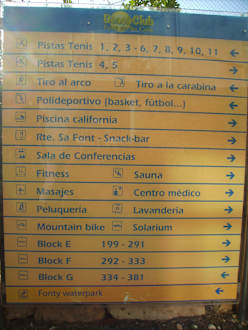 Club
Pistas Tenis 1, 2, 3 - 6, 7, 8, 9, 10, 11
Pistas Tenis 4, 5
Tiro al arco Tiro a la carabina
Polideportivo (basket, fútbol...)
Piscina california
Rte. Sa Font - Snack-bar
Sala de Conferencias
Fitness Sauna
Masajes Centro médico
Peluquería Lavandería
Mountain bike Solarium
Block E 199 - 291
Block F 292 - 333
Block G 334 - 381
Fonty waterpark